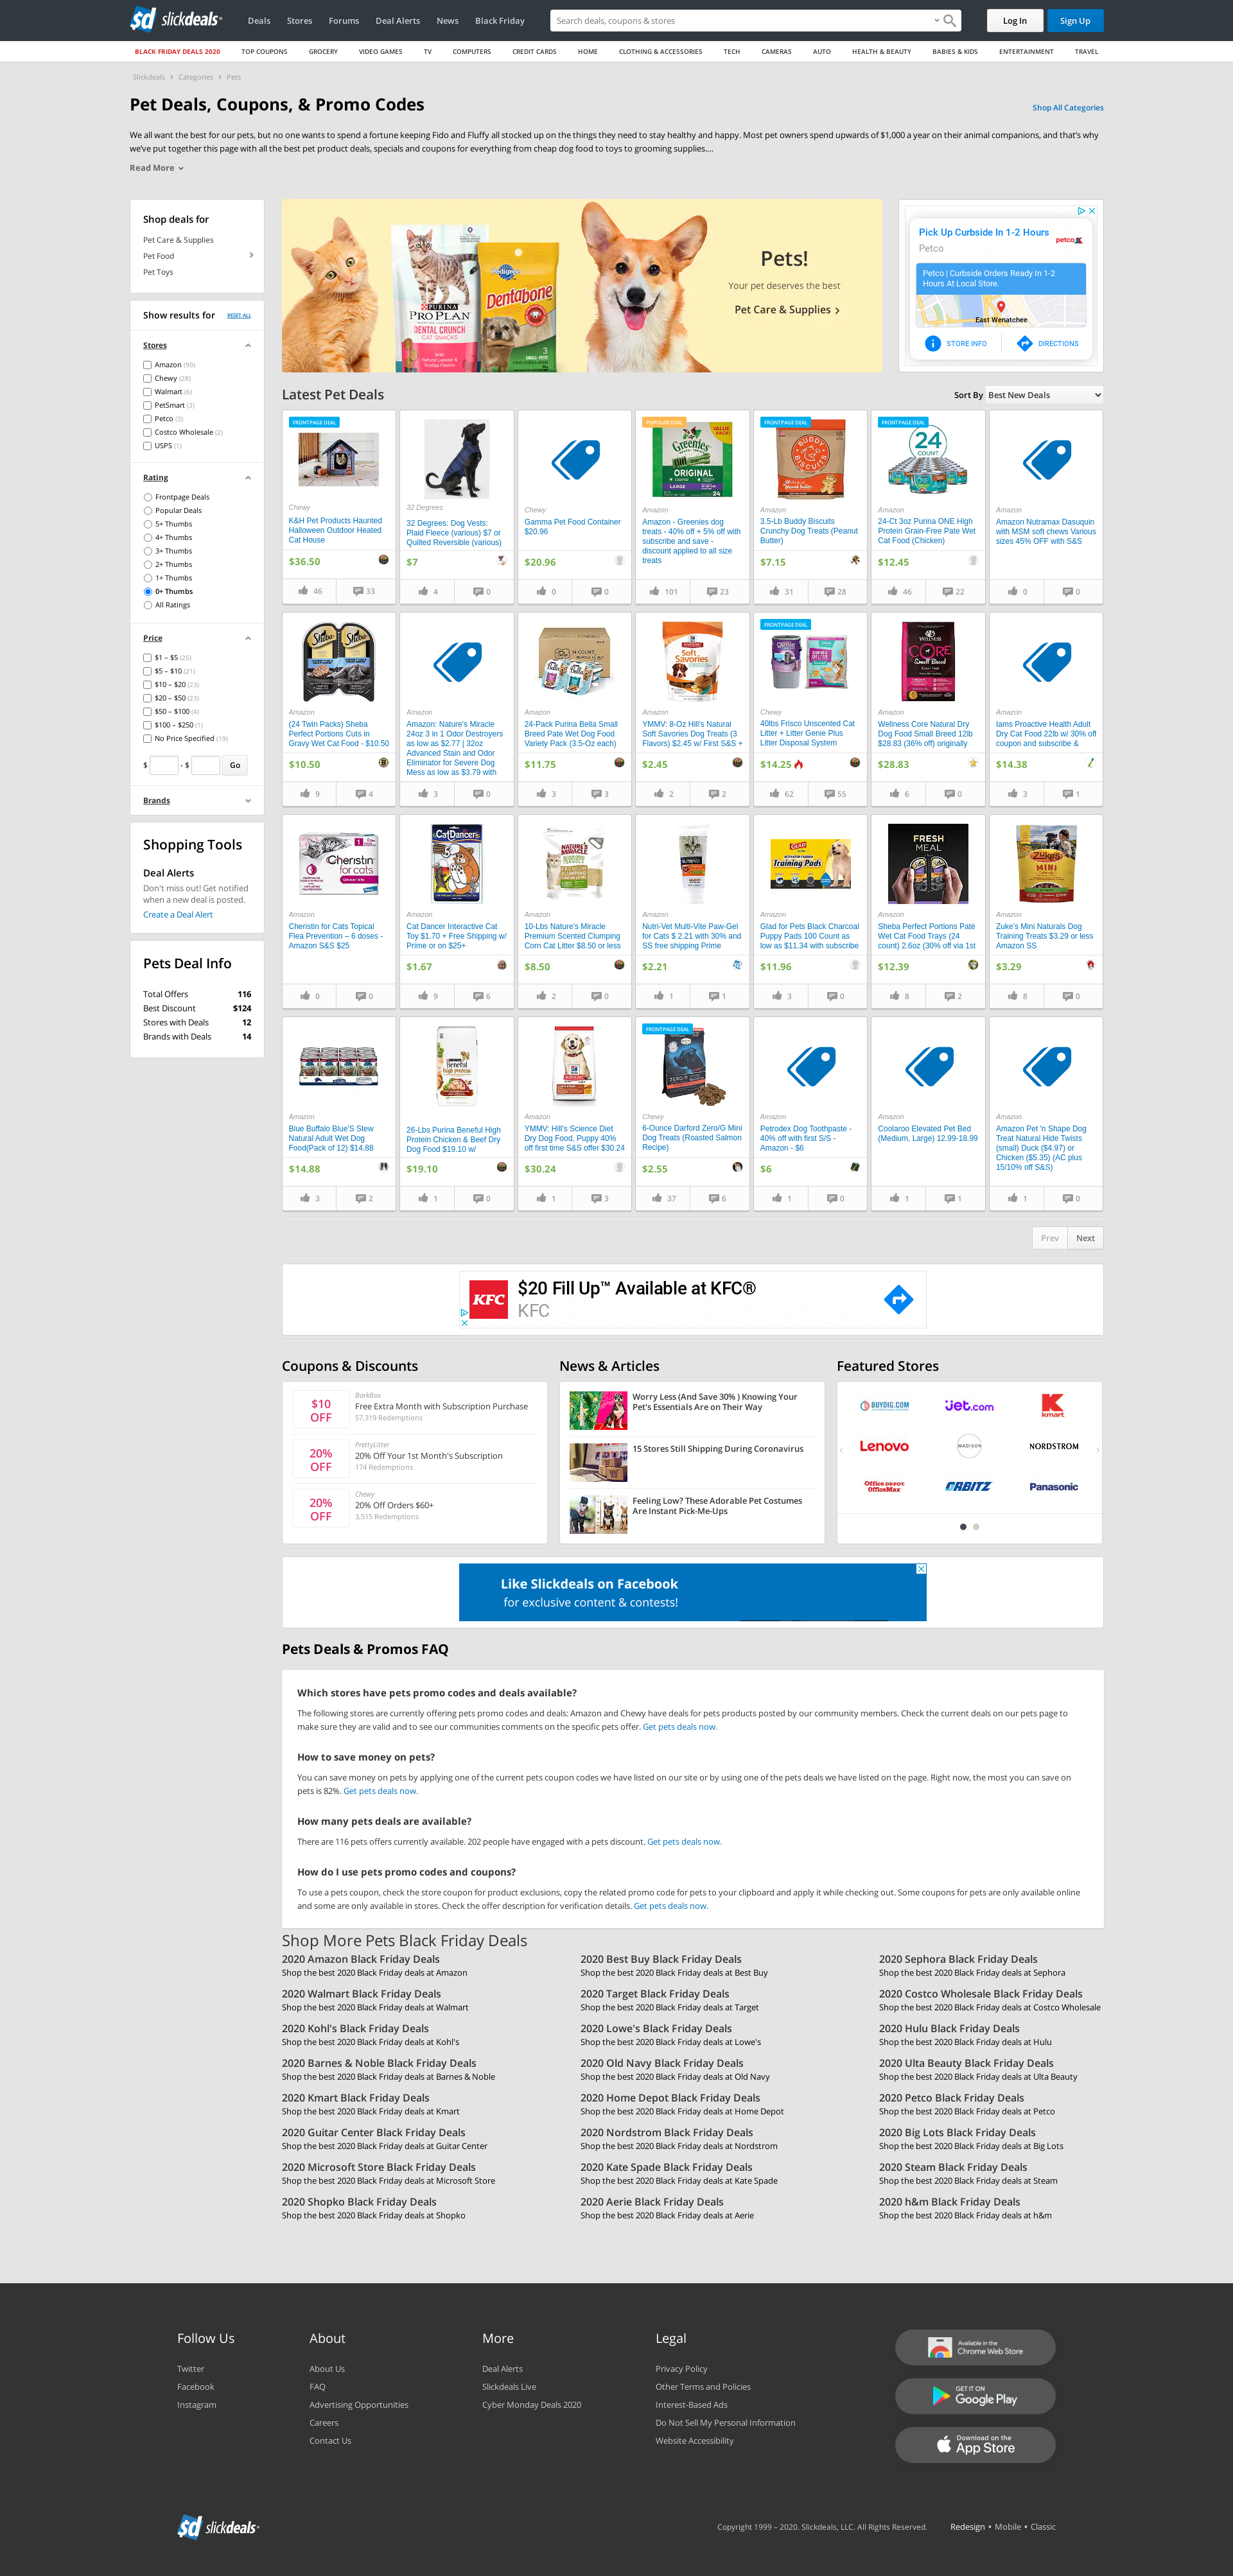 slickdeals
Deals
Stores
Forums
Deal Alerts
News
Black Friday
Search deals, coupons & stores
Log In
Sign Up
BLACK FRIDAY DEALS 2020
TOP COUPONS
GROCERY
VIDEO GAMES
TV
COMPUTERS
CREDIT CARDS
HOME
CLOTHING & ACCESSORIES
TECH
CAMERAS
AUTO
HEALTH & BEAUTY
BABIES & KIDS
ENTERTAINMENT
TRAVEL
Slickdeals > Categories > Pets
Pet Deals, Coupons, & Promo Codes
Shop All Categories
We all want the best for our pets, but no one wants to spend a fortune keeping Fido and Fluffy all stocked up on the things they need to stay healthy and happy. Most pet owners spend upwards of $1,000 a year on their animal companions, and that's why
we've put together this page with all the best pet product deals, specials and coupons for everything from cheap dog food to toys to grooming supplies....
Read More
Shop deals for
Pet Care & Supplies
Pet Food
Pet Toys
Show results for
RESET ALL
Stores
Amazon (90)
Chewy (28)
Walmart (6)
PetSmart (3)
Petco (3)
Costco Wholesale (2)
USPS (1)
Rating
Frontpage Deals
Popular Deals
5+ Thumbs
4+ Thumbs
3+ Thumbs
2+ Thumbs
1+ Thumbs
0+ Thumbs
All Ratings
Price
$1 – $5 (25)
$5 – $10 (21)
$10 – $20 (23)
$20 – $50 (23)
$50 – $100 (4)
$100 – $250 (1)
No Price Specified (19)
$ - $ Go
Brands
Shopping Tools
Deal Alerts
Don't miss out! Get notified
when a new deal is posted.
Create a Deal Alert
Pets Deal Info
Total Offers 116
Best Discount $124
Stores with Deals 12
Brands with Deals 14
PURINA
PRO PLAN
DENTAL CRUNCH
CAT SNACKS
Pedigree
Dentabone
Pets!
Your pet deserves the best
Pet Care & Supplies
Pick Up Curbside In 1-2 Hours
Petco
petco
Petco | Curbside Orders Ready In 1-2
Hours At Local Store.
East Wenatchee
STORE INFO
DIRECTIONS
Latest Pet Deals
Sort By Best New Deals
FRONTPAGE DEAL
Chewy
K&H Pet Products Haunted
Halloween Outdoor Heated
Cat House
$36.50
46 33
32 Degrees
32 Degrees: Dog Vests:
Plaid Fleece (various) $7 or
Quilted Reversible (various)
$7
4 0
Chewy
Gamma Pet Food Container
$20.96
$20.96
0 0
POPULAR DEAL
Greenies
ORIGINAL
LARGE
Amazon
Amazon - Greenies dog
treats - 40% off + 5% off with
subscribe and save -
discount applied to all size
treats
101 23
FRONTPAGE DEAL
BUDDY
BISCUITS
Amazon
3.5-Lb Buddy Biscuits
Crunchy Dog Treats (Peanut
Butter)
$7.15
31 28
FRONTPAGE DEAL
24
COUNT
Amazon
24-Ct 3oz Purina ONE High
Protein Grain-Free Pate Wet
Cat Food (Chicken)
$12.45
46 22
Amazon
Amazon Nutramax Dasuquin
with MSM soft chews Various
sizes 45% OFF with S&S
0 0
Sheba
Amazon
(24 Twin Packs) Sheba
Perfect Portions Cuts in
Gravy Wet Cat Food - $10.50
$10.50
9 4
Amazon
Amazon: Nature's Miracle
24oz 3 in 1 Odor Destroyers
as low as $2.77 | 32oz
Advanced Stain and Odor
Eliminator for Severe Dog
Mess as low as $3.79 with
3 0
Amazon
24-Pack Purina Bella Small
Breed Pate Wet Dog Food
Variety Pack (3.5-Oz each)
$11.75
3 3
Soft
Savories
Amazon
YMMV: 8-Oz Hill's Natural
Soft Savories Dog Treats (3
Flavors) $2.45 w/ First S&S +
$2.45
2 2
FRONTPAGE DEAL
Chewy
40lbs Frisco Unscented Cat
Litter + Litter Genie Plus
Litter Disposal System
$14.25
62 55
WELLNESS
CORE
Small Breed
Amazon
Wellness Core Natural Dry
Dog Food Small Breed 12lb
$28.83 (36% off) originally
$28.83
6 0
Amazon
Iams Proactive Health Adult
Dry Cat Food 22lb w/ 30% off
coupon and subscribe &
$14.38
3 1
Cheristin
for cats
Amazon
Cheristin for Cats Topical
Flea Prevention – 6 doses -
Amazon S&S $25
0 0
Cat Dancer
Amazon
Cat Dancer Interactive Cat
Toy $1.70 + Free Shipping w/
Prime or on $25+
$1.67
9 6
NATURE'S
MIRACLE
Amazon
10-Lbs Nature's Miracle
Premium Scented Clumping
Corn Cat Litter $8.50 or less
$8.50
2 0
Amazon
Nutri-Vet Multi-Vite Paw-Gel
for Cats $ 2.21 with 30% and
SS free shipping Prime
$2.21
1 1
GLAD
Training Pads
Amazon
Glad for Pets Black Charcoal
Puppy Pads 100 Count as
low as $11.34 with subscribe
$11.96
3 0
FRESH
MEAL
Amazon
Sheba Perfect Portions Paté
Wet Cat Food Trays (24
count) 2.6oz (30% off via 1st
$12.39
8 2
Zuke's
MINI
Amazon
Zuke's Mini Naturals Dog
Training Treats $3.29 or less
Amazon SS
$3.29
8 0
Amazon
Blue Buffalo Blue'S Stew
Natural Adult Wet Dog
Food(Pack of 12) $14.88
$14.88
3 2
Beneful
high protein
26-Lbs Purina Beneful High
Protein Chicken & Beef Dry
Dog Food $19.10 w/
$19.10
1 0
Amazon
YMMV: Hill's Science Diet
Dry Dog Food, Puppy 40%
off first time S&S offer $30.24
$30.24
1 3
FRONTPAGE DEAL
Chewy
6-Ounce Darford Zero/G Mini
Dog Treats (Roasted Salmon
Recipe)
$2.55
37 6
Amazon
Petrodex Dog Toothpaste -
40% off with first S/S -
Amazon - $6
$6
1 0
Amazon
Coolaroo Elevated Pet Bed
(Medium, Large) 12.99-18.99
1 1
Amazon
Amazon Pet 'n Shape Dog
Treat Natural Hide Twists
(small) Duck ($4.97) or
Chicken ($5.35) (AC plus
15/10% off S&S)
1 0
Prev Next
KFC
$20 Fill Up™ Available at KFC®
KFC
Coupons & Discounts
$10
OFF
BarkBox
Free Extra Month with Subscription Purchase
57,319 Redemptions
20%
OFF
PrettyLitter
20% Off Your 1st Month's Subscription
174 Redemptions
20%
OFF
Chewy
20% Off Orders $60+
3,515 Redemptions
News & Articles
Worry Less (And Save 30% ) Knowing Your
Pet's Essentials Are on Their Way
15 Stores Still Shipping During Coronavirus
Feeling Low? These Adorable Pet Costumes
Are Instant Pick-Me-Ups
Featured Stores
BUYDIG.COM
Jet.com
kmart
Lenovo
MADISON
NORDSTROM
Office DEPOT
OfficeMax
ORBITZ
Panasonic
Like Slickdeals on Facebook
for exclusive content & contests!
Pets Deals & Promos FAQ
Which stores have pets promo codes and deals available?
The following stores are currently offering pets promo codes and deals: Amazon and Chewy have deals for pets products posted by our community members. Check the current deals on our pets page to
make sure they are valid and to see our communities comments on the specific pets offer. Get pets deals now.
How to save money on pets?
You can save money on pets by applying one of the current pets coupon codes we have listed on our site or by using one of the pets deals we have listed on the page. Right now, the most you can save on
pets is 82%. Get pets deals now.
How many pets deals are available?
There are 116 pets offers currently available. 202 people have engaged with a pets discount. Get pets deals now.
How do I use pets promo codes and coupons?
To use a pets coupon, check the store coupon for product exclusions, copy the related promo code for pets to your clipboard and apply it while checking out. Some coupons for pets are only available online
and some are only available in stores. Check the offer description for verification details. Get pets deals now.
Shop More Pets Black Friday Deals
2020 Amazon Black Friday Deals
Shop the best 2020 Black Friday deals at Amazon
2020 Best Buy Black Friday Deals
Shop the best 2020 Black Friday deals at Best Buy
2020 Sephora Black Friday Deals
Shop the best 2020 Black Friday deals at Sephora
2020 Walmart Black Friday Deals
Shop the best 2020 Black Friday deals at Walmart
2020 Target Black Friday Deals
Shop the best 2020 Black Friday deals at Target
2020 Costco Wholesale Black Friday Deals
Shop the best 2020 Black Friday deals at Costco Wholesale
2020 Kohl's Black Friday Deals
Shop the best 2020 Black Friday deals at Kohl's
2020 Lowe's Black Friday Deals
Shop the best 2020 Black Friday deals at Lowe's
2020 Hulu Black Friday Deals
Shop the best 2020 Black Friday deals at Hulu
2020 Barnes & Noble Black Friday Deals
Shop the best 2020 Black Friday deals at Barnes & Noble
2020 Old Navy Black Friday Deals
Shop the best 2020 Black Friday deals at Old Navy
2020 Ulta Beauty Black Friday Deals
Shop the best 2020 Black Friday deals at Ulta Beauty
2020 Kmart Black Friday Deals
Shop the best 2020 Black Friday deals at Kmart
2020 Home Depot Black Friday Deals
Shop the best 2020 Black Friday deals at Home Depot
2020 Petco Black Friday Deals
Shop the best 2020 Black Friday deals at Petco
2020 Guitar Center Black Friday Deals
Shop the best 2020 Black Friday deals at Guitar Center
2020 Nordstrom Black Friday Deals
Shop the best 2020 Black Friday deals at Nordstrom
2020 Big Lots Black Friday Deals
Shop the best 2020 Black Friday deals at Big Lots
2020 Microsoft Store Black Friday Deals
Shop the best 2020 Black Friday deals at Microsoft Store
2020 Kate Spade Black Friday Deals
Shop the best 2020 Black Friday deals at Kate Spade
2020 Steam Black Friday Deals
Shop the best 2020 Black Friday deals at Steam
2020 Shopko Black Friday Deals
Shop the best 2020 Black Friday deals at Shopko
2020 Aerie Black Friday Deals
Shop the best 2020 Black Friday deals at Aerie
2020 h&m Black Friday Deals
Shop the best 2020 Black Friday deals at h&m
Follow Us
Twitter
Facebook
Instagram
About
About Us
FAQ
Advertising Opportunities
Careers
Contact Us
More
Deal Alerts
Slickdeals Live
Cyber Monday Deals 2020
Legal
Privacy Policy
Other Terms and Policies
Interest-Based Ads
Do Not Sell My Personal Information
Website Accessibility
Available in the
Chrome Web Store
GET IT ON
Google Play
Download on the
App Store
slickdeals
Copyright 1999 – 2020. Slickdeals, LLC. All Rights Reserved.
Redesign • Mobile • Classic